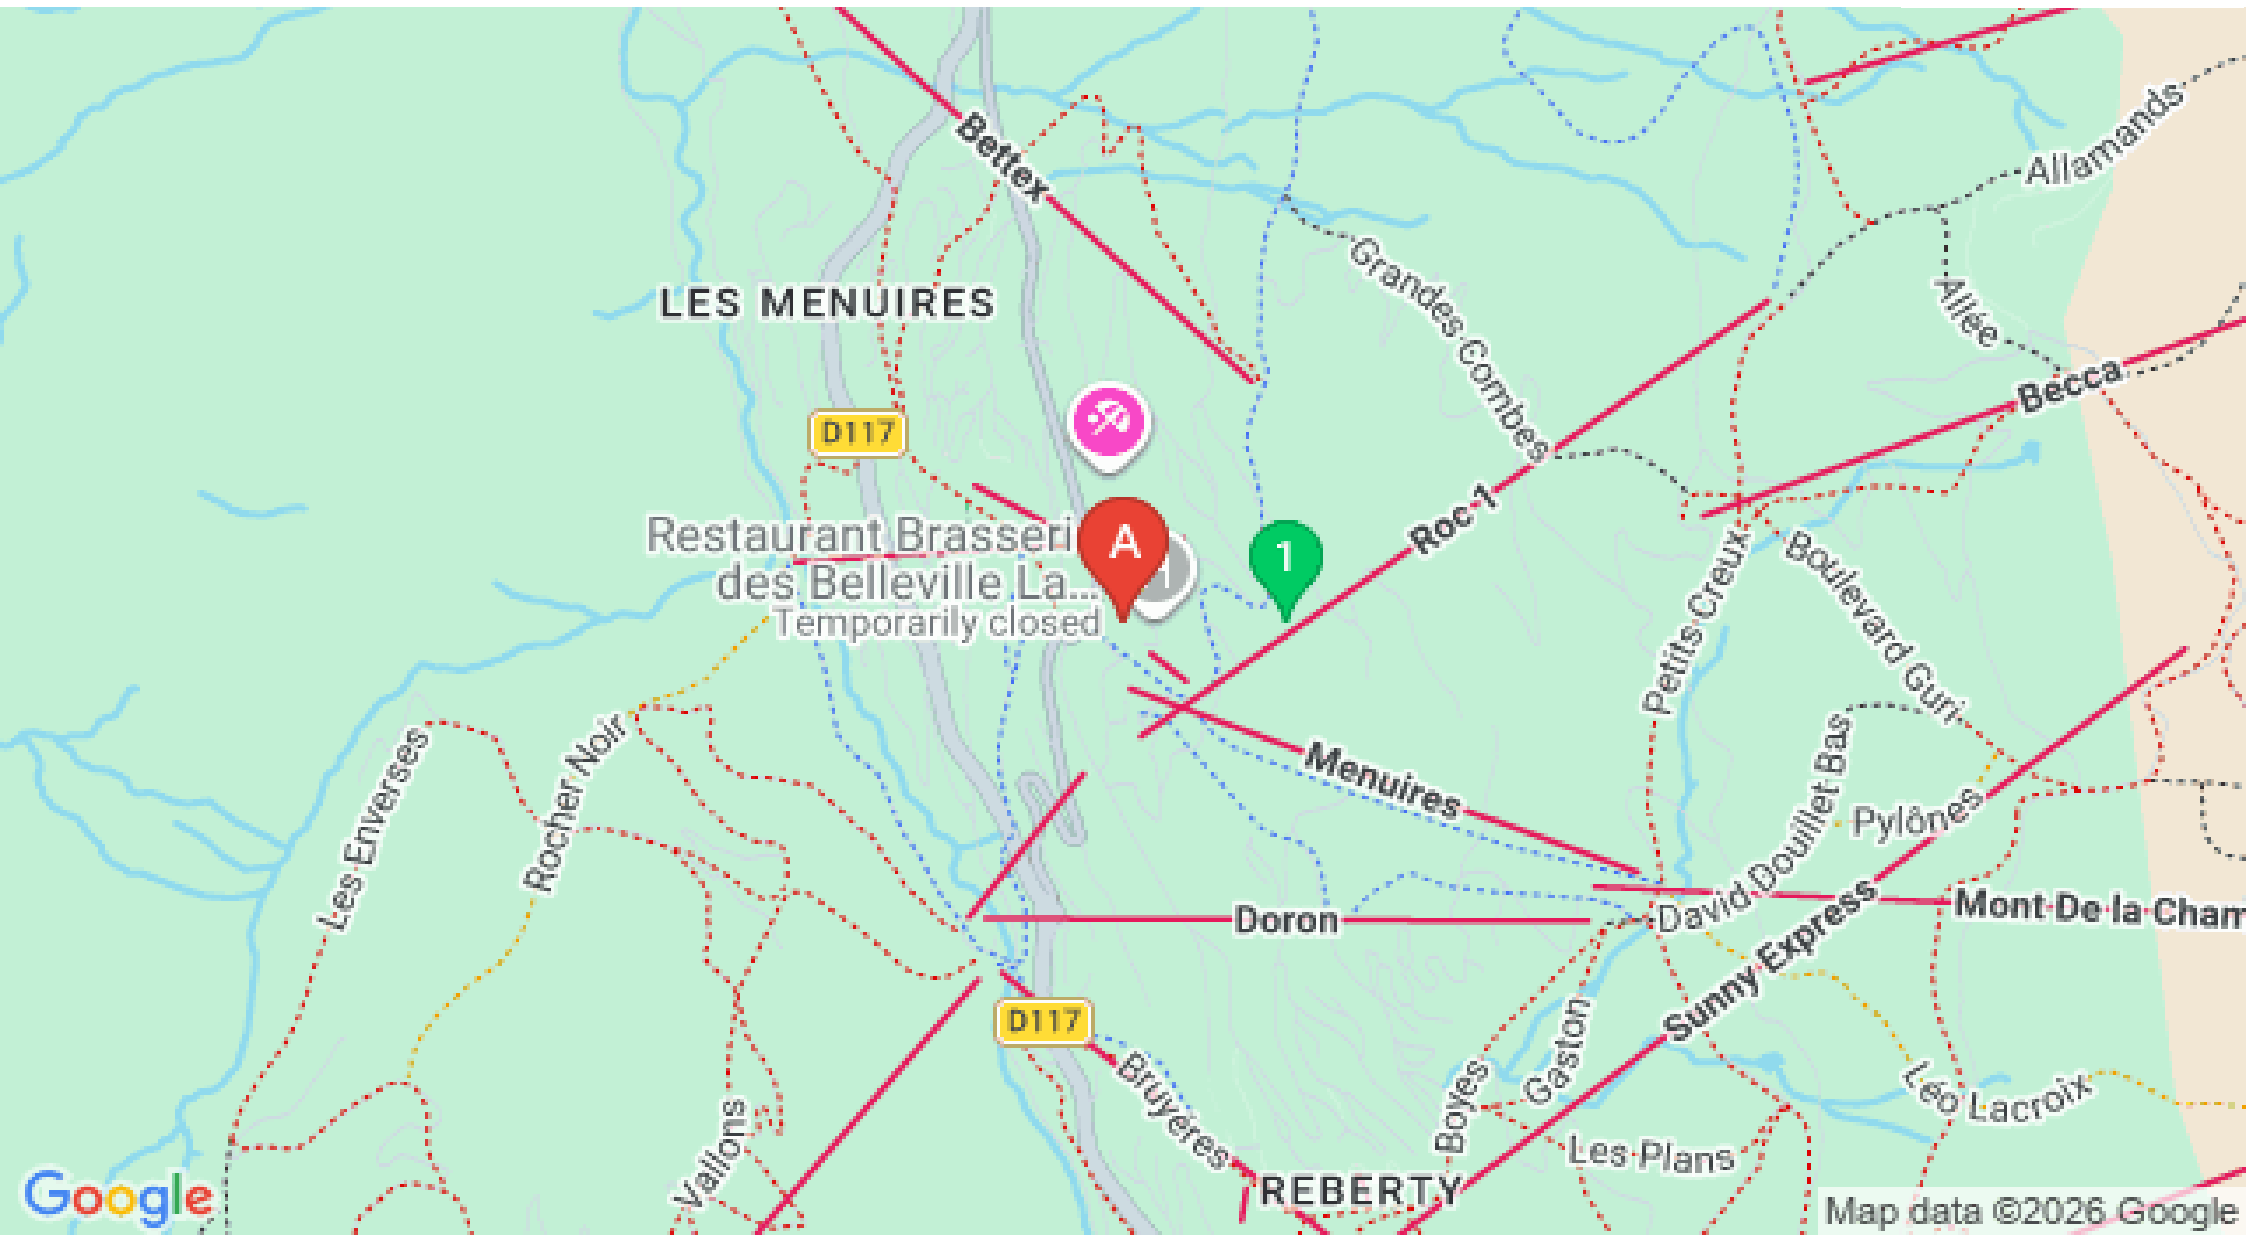 Bettex
Allamands
Grandes Combes
LES MENUIRES
Allée
Becca
D117
Roc 1
Restaurant Brasseri
des Belleville La...
Temporarily closed
A
1
Petits Creux
Boulevard Guri
Les Enverses
Rocher Noir
Menuires
David Douillet Bas
Pylônes
Doron
Mont De la Cham
Sunny Express
D117
Bruyères
Gaston
Boyes
Léo Lacroix
Les Plans
Vallons
REBERTY
Google
Map data ©2026 Google